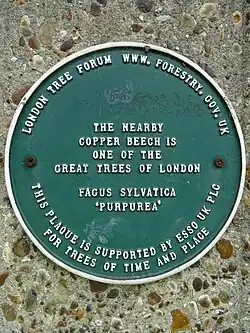 LONDON TREE FORUM WWW. FORESTRY. GOV. UK
THE NEARBY
COPPER BEECH IS
ONE OF THE
GREAT TREES OF LONDON
FAGUS SYLVATICA
'PURPUREA'
THIS PLAQUE IS SUPPORTED BY ESSO UK PLC
FOR TREES OF TIME AND PLACE